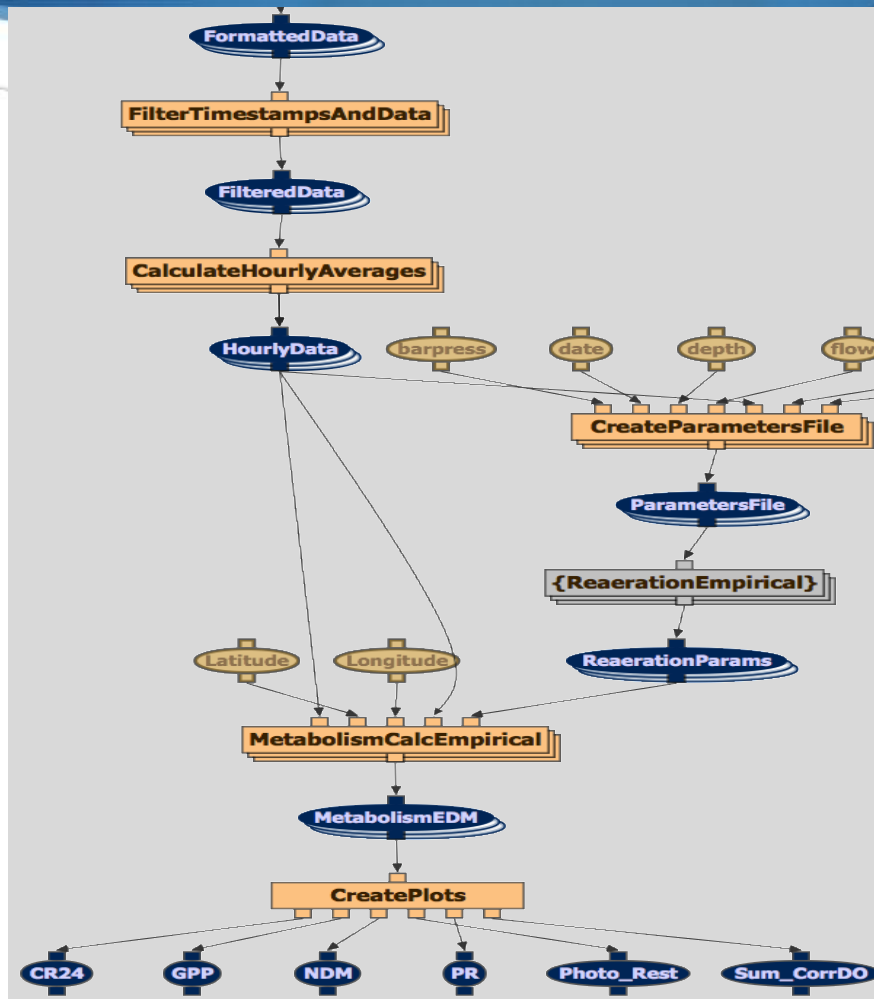 FormattedData
FilterTimestampsAndData
FilteredData
CalculateHourlyAverages
HourlyData barpress date depth flow
CreateParametersFile
ParametersFile
{ReaerationEmpirical}
Latitude Longitude ReaerationParams
MetabolismCalcEmpirical
MetabolismEDM
CreatePlots
CR24 GPP NDM PR Photo_Rest Sum_CorrDO